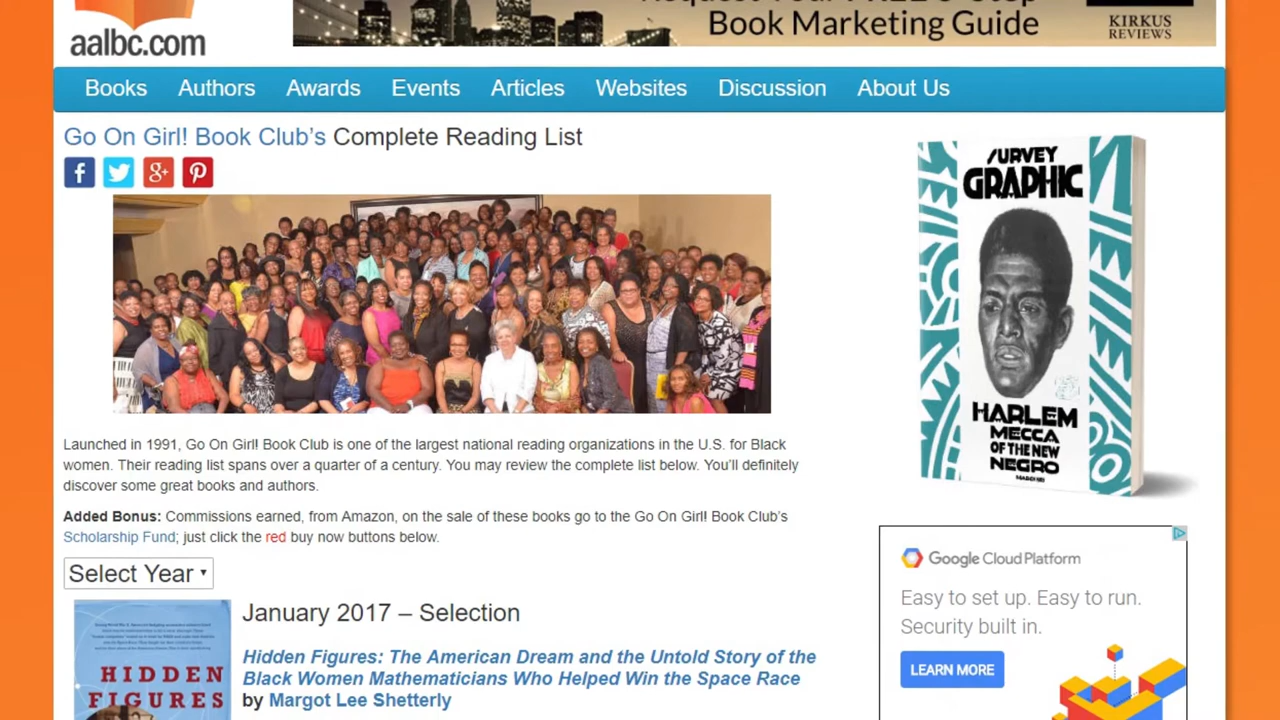 Book Marketing Guide
KIRKUS
REVIEWS
aalbc.com
Books Authors Awards Events Articles Websites Discussion About Us
Go On Girl! Book Club's Complete Reading List
Launched in 1991, Go On Girl! Book Club is one of the largest national reading organizations in the U.S. for Black
women. Their reading list spans over a quarter of a century. You may review the complete list below. You'll definitely
discover some great books and authors.
Added Bonus: Commissions earned, from Amazon, on the sale of these books go to the Go On Girl! Book Club's
Scholarship Fund; just click the red buy now buttons below.
Select Year
January 2017 – Selection
Hidden Figures: The American Dream and the Untold Story of the
Black Women Mathematicians Who Helped Win the Space Race
by Margot Lee Shetterly
HIDDEN
FIGURES
SURVEY
GRAPHIC
HARLEM
MECCA
OF THE NEW
NEGRO
Google Cloud Platform
Easy to set up. Easy to run.
Security built in.
LEARN MORE